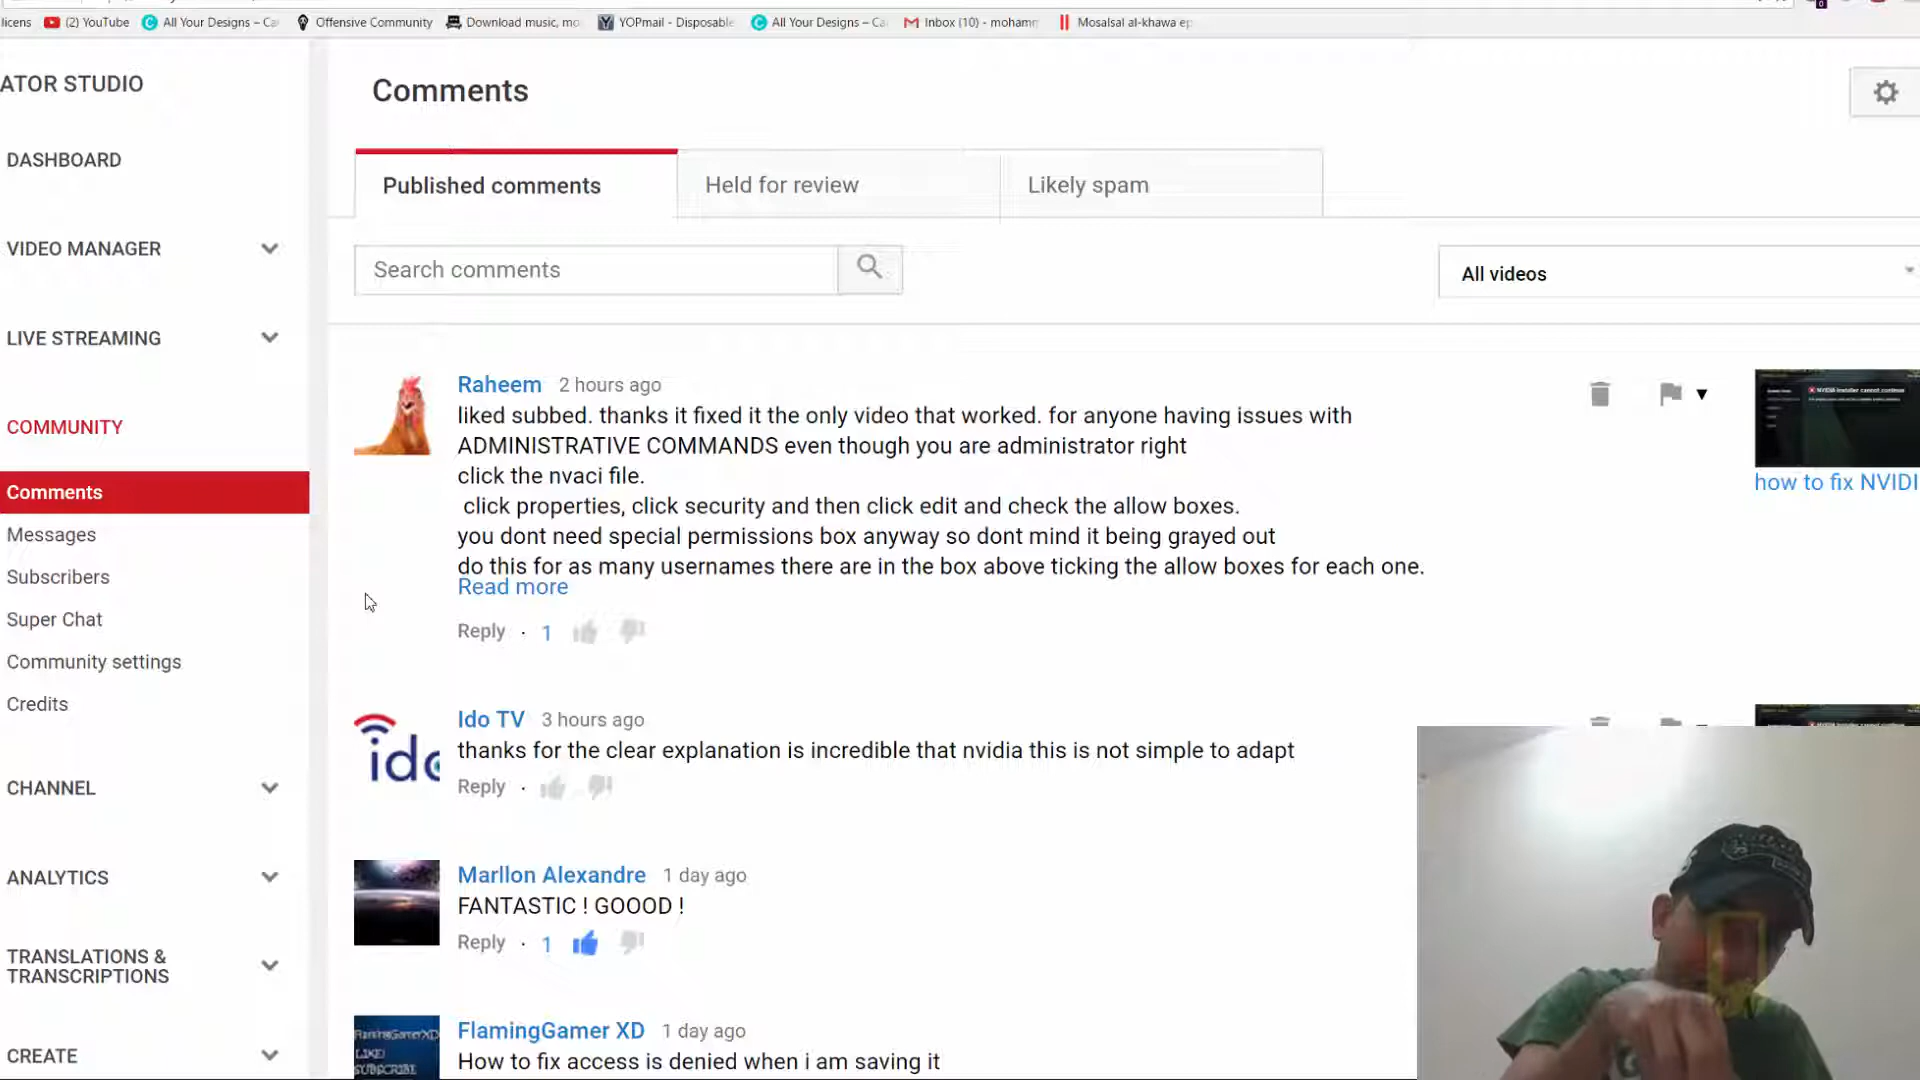 licens (2) YouTube All Your Designs – Ca Offensive Community Download music, mo YOPmail - Disposable All Your Designs – Ca Inbox (10) - mohamm Mosalsal al-khawa ep
ATOR STUDIO
DASHBOARD
VIDEO MANAGER
LIVE STREAMING
COMMUNITY
Comments
Messages
Subscribers
Super Chat
Community settings
Credits
CHANNEL
ANALYTICS
TRANSLATIONS &
TRANSCRIPTIONS
CREATE
Comments
Published comments Held for review Likely spam
Search comments
All videos
Raheem 2 hours ago
liked subbed. thanks it fixed it the only video that worked. for anyone having issues with
ADMINISTRATIVE COMMANDS even though you are administrator right
click the nvaci file.
click properties, click security and then click edit and check the allow boxes.
you dont need special permissions box anyway so dont mind it being grayed out
do this for as many usernames there are in the box above ticking the allow boxes for each one.
Read more
Reply · 1
NVIDIA Installer cannot continue
how to fix NVIDI
Ido TV 3 hours ago
thanks for the clear explanation is incredible that nvidia this is not simple to adapt
Reply ·
ido
Marllon Alexandre 1 day ago
FANTASTIC ! GOOOD !
Reply · 1
FlamingGamer XD 1 day ago
How to fix access is denied when i am saving it
FlamingGamerXD
LIKE!
SUBSCRIBE